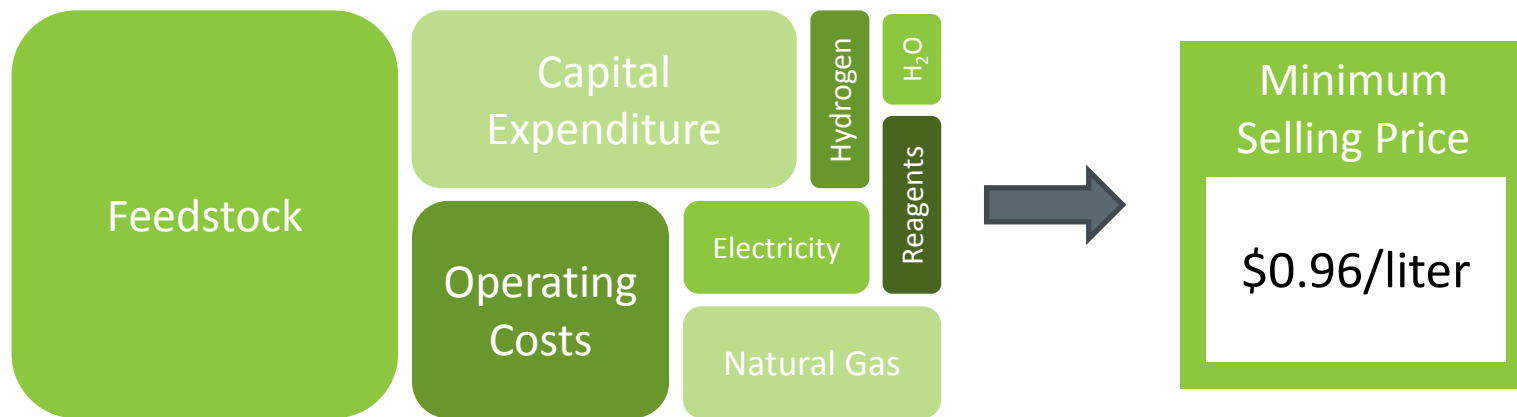 Feedstock
Capital
Expenditure
Hydrogen
H₂O
Reagents
Operating
Costs
Electricity
Natural Gas
Minimum
Selling Price
$0.96/liter